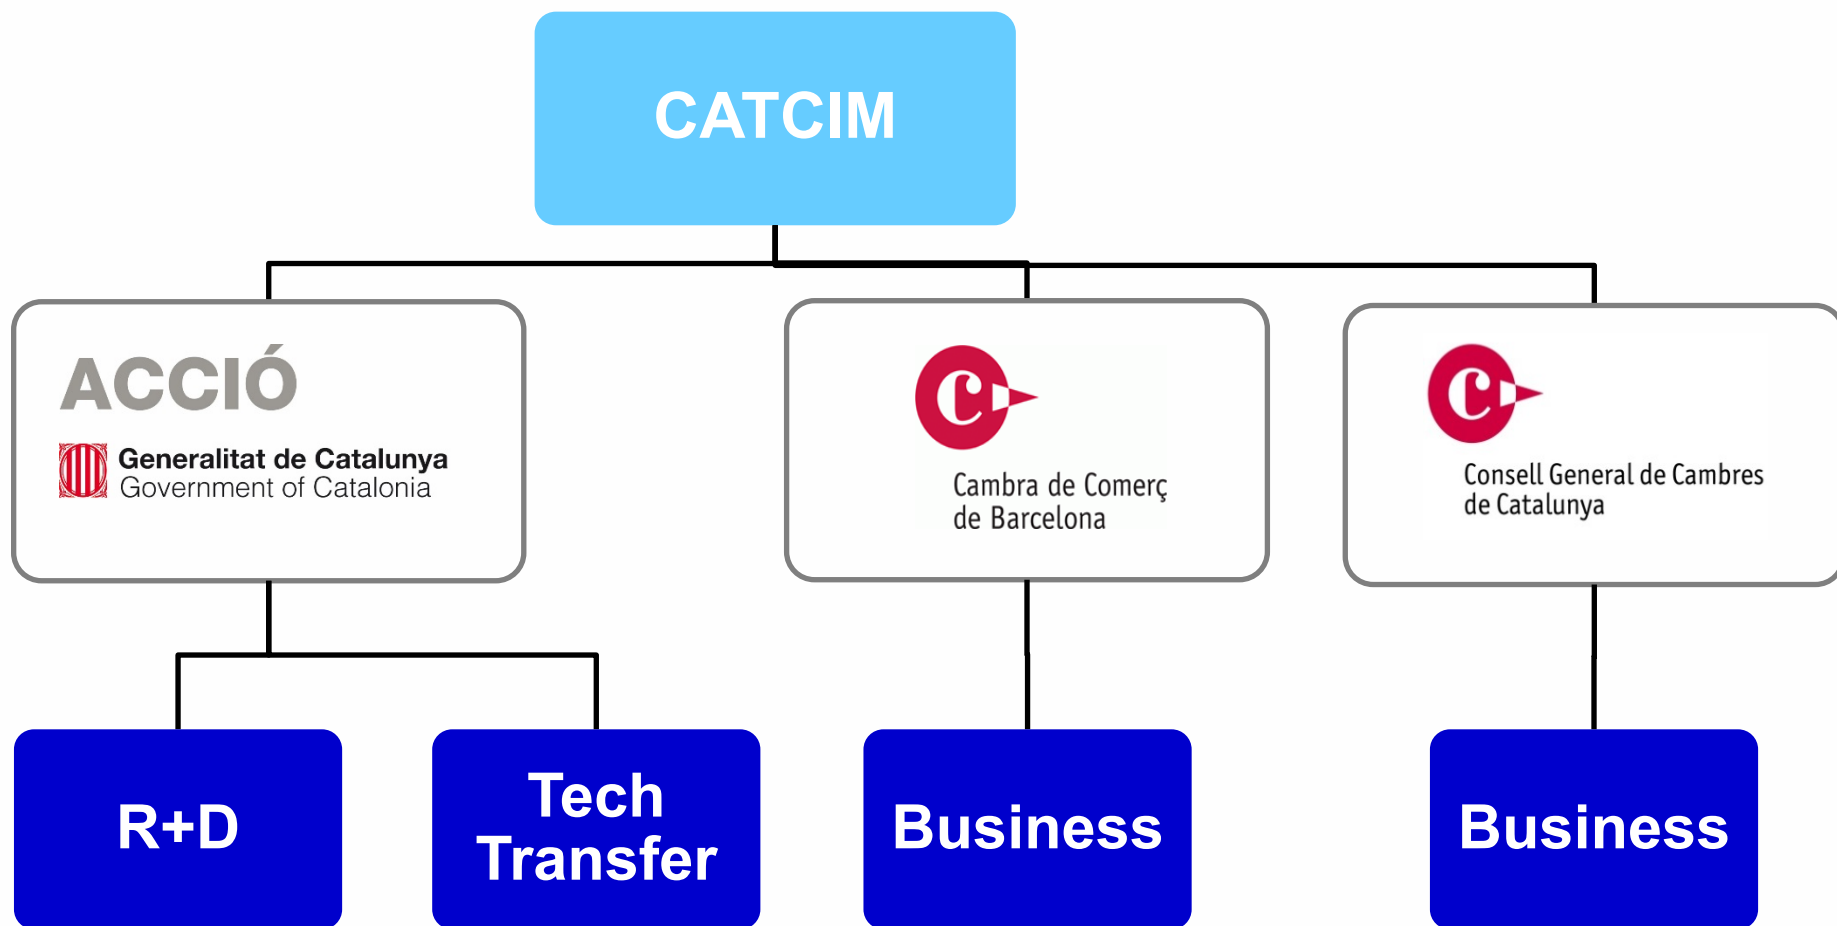 CATCIM
ACCIÓ
Generalitat de Catalunya
Government of Catalonia
Cambra de Comerç
de Barcelona
Consell General de Cambres
de Catalunya
R+D
Tech
Transfer
Business
Business